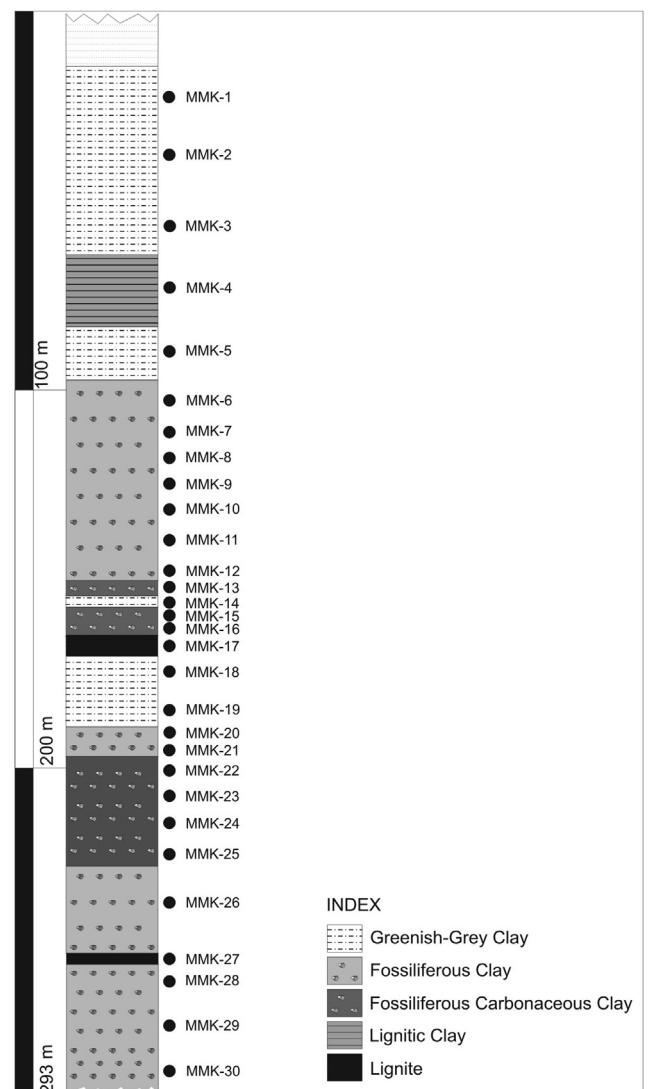 MMK-1
MMK-2
MMK-3
MMK-4
MMK-5
100 m
MMK-6
MMK-7
MMK-8
MMK-9
MMK-10
MMK-11
MMK-12
MMK-13
MMK-14
MMK-15
MMK-16
MMK-17
MMK-18
MMK-19
MMK-20
200 m
MMK-21
MMK-22
MMK-23
MMK-24
MMK-25
MMK-26
MMK-27
MMK-28
MMK-29
MMK-30
293 m
INDEX
Greenish-Grey Clay
Fossiliferous Clay
Fossiliferous Carbonaceous Clay
Lignitic Clay
Lignite